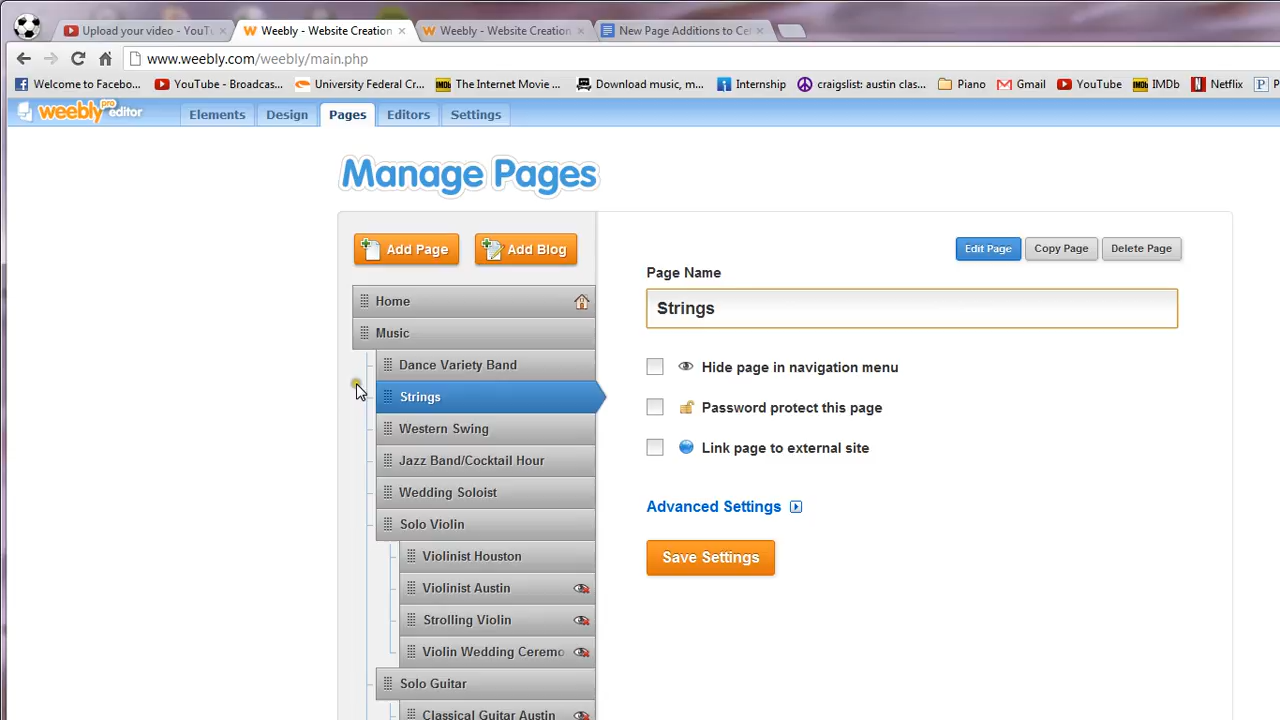 Upload your video - YouT
Weebly - Website Creation
Weebly - Website Creation
New Page Additions to Cel
www.weebly.com/weebly/main.php
Welcome to Facebo...
YouTube - Broadcas...
University Federal Cr...
IMDb
The Internet Movie ...
Download music, m...
Internship
craigslist: austin clas...
Piano
Gmail
YouTube
IMDb
IMDb
Netflix
P
weebly pro editor
Elements
Design
Pages
Editors
Settings
Manage Pages
Add Page
Add Blog
Edit Page
Copy Page
Delete Page
Page Name
Strings
Home
Music
Dance Variety Band
Strings
Western Swing
Jazz Band/Cocktail Hour
Wedding Soloist
Solo Violin
Violinist Houston
Violinist Austin
Strolling Violin
Violin Wedding Ceremo
Solo Guitar
Classical Guitar Austin
Hide page in navigation menu
Password protect this page
Link page to external site
Advanced Settings
Save Settings